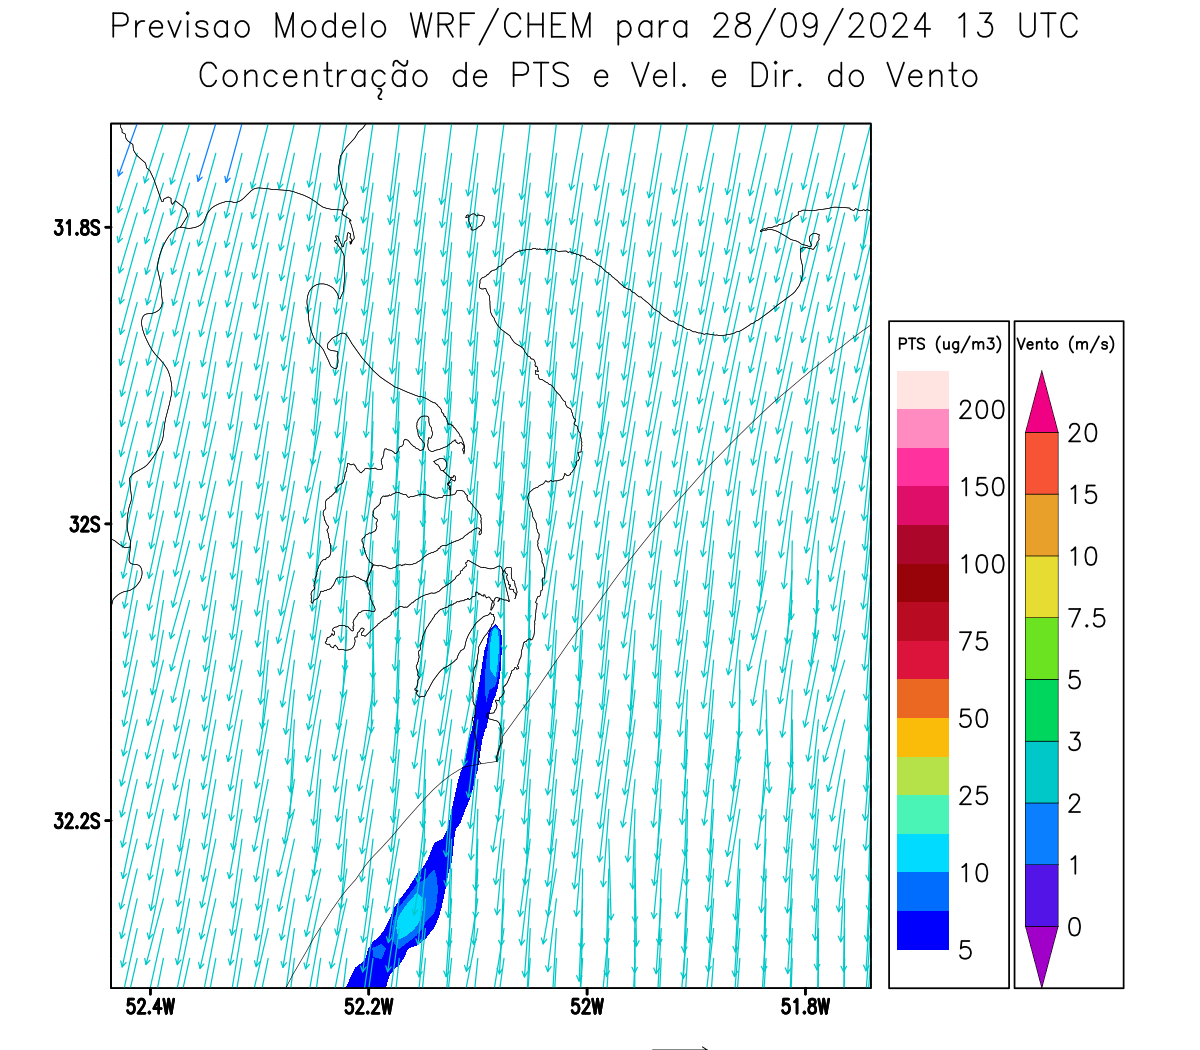 Previsao Modelo WRF/CHEM para 28/09/2024 13 UTC
Concentração de PTS e Vel. e Dir. do Vento
31.8S
32S
32.2S
52.4W 52.2W 52W 51.8W
PTS (ug/m3)
200
150
100
75
50
25
10
5
Vento (m/s)
20
15
10
7.5
5
3
2
1
0